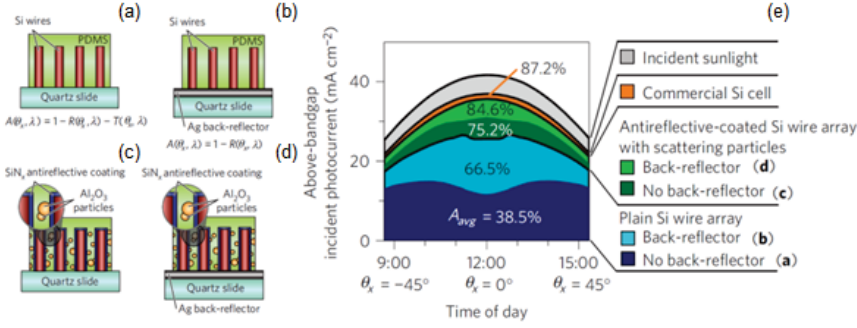 (a)
Si wires
PDMS
Quartz slide
A(θx, λ) = 1− R(θx, λ) − T(θx, λ)
(b)
Si wires
PDMS
Quartz slide
Ag back-reflector
A(θx, λ) = 1− R(θx, λ)
(c)
SiNx antireflective coating
Al2O3
particles
Quartz slide
(d)
SiNx antireflective coating
Al2O3
particles
Quartz slide
Ag back-reflector
(e)
Above-bandgap
incident photocurrent (mA cm−2)
40
20
0
87.2%
84.6%
75.2%
66.5%
Aavg = 38.5%
9:00 12:00 15:00
θx = −45° θx = 0° θx = 45°
Time of day
Incident sunlight
Commercial Si cell
Antireflective-coated Si wire array
with scattering particles
Back-reflector (d)
No back-reflector (c)
Plain Si wire array
Back-reflector (b)
No back-reflector (a)